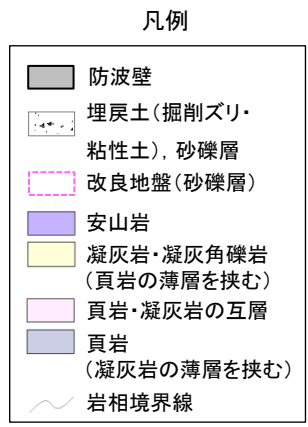 凡例
防波壁
埋戻土(掘削ズリ・
粘性土),砂礫層
改良地盤(砂礫層)
安山岩
凝灰岩・凝灰角礫岩
(頁岩の薄層を挟む)
頁岩・凝灰岩の互層
頁岩
(凝灰岩の薄層を挟む)
岩相境界線